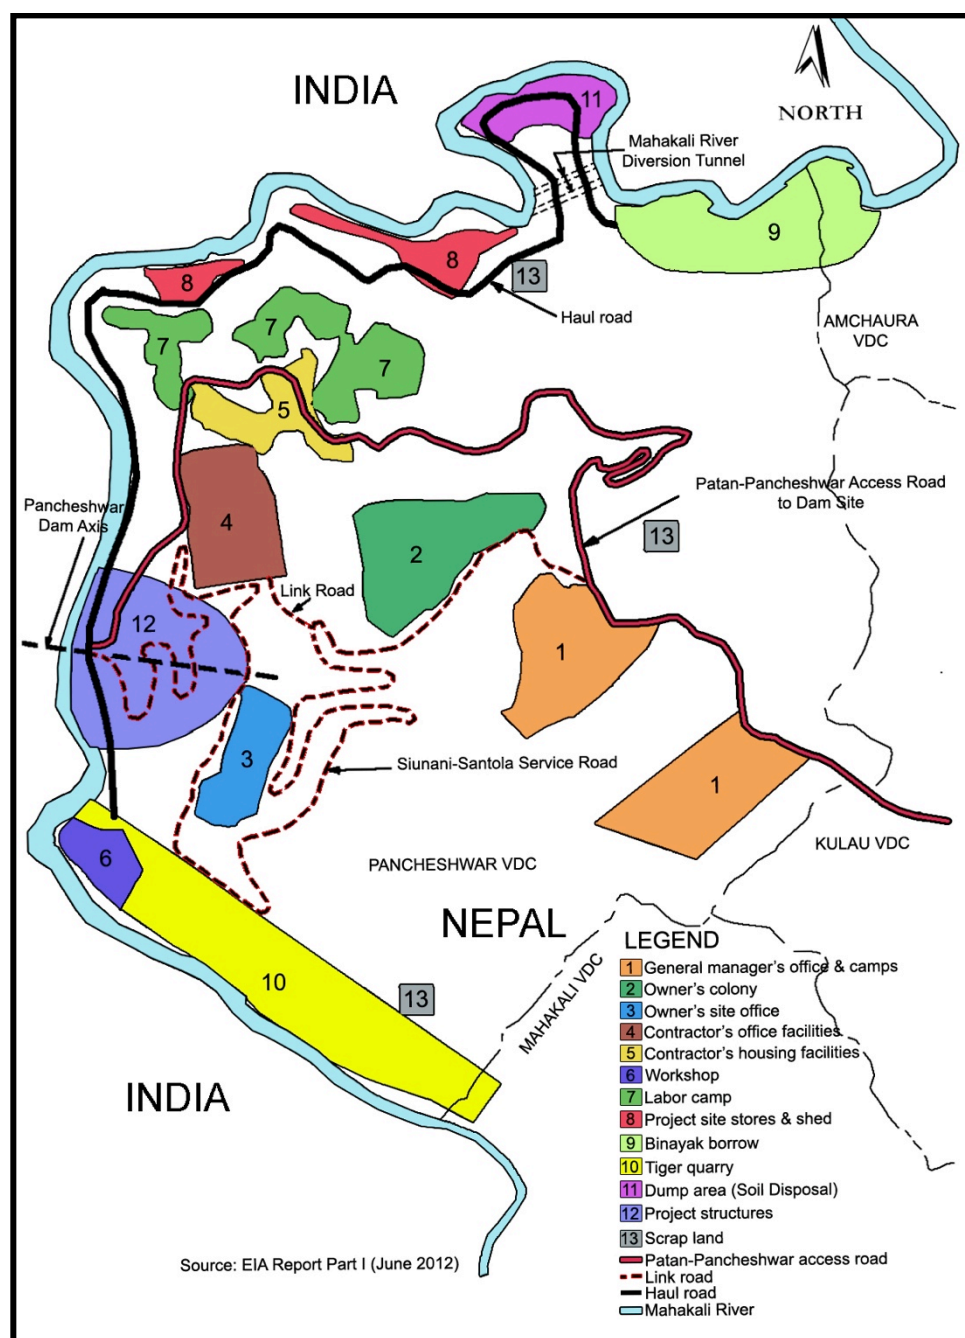 INDIA
11
NORTH
Mahakali River
Diversion Tunnel
9
8
8
13
Haul road
AMCHAURA
VDC
7
7
7
5
Patan-Pancheshwar Access Road
to Dam Site
Pancheshwar
Dam Axis
4
2
13
Link Road
12
1
3
Siunani-Santola Service Road
1
6
PANCHESHWAR VDC
KULAU VDC
NEPAL
10
13
MAHAKALI VDC
INDIA
LEGEND
1 General manager's office & camps
2 Owner's colony
3 Owner's site office
4 Contractor's office facilities
5 Contractor's housing facilities
6 Workshop
7 Labor camp
8 Project site stores & shed
9 Binayak borrow
10 Tiger quarry
11 Dump area (Soil Disposal)
12 Project structures
13 Scrap land
Patan-Pancheshwar access road
Link road
Haul road
Mahakali River
Source: EIA Report Part I (June 2012)